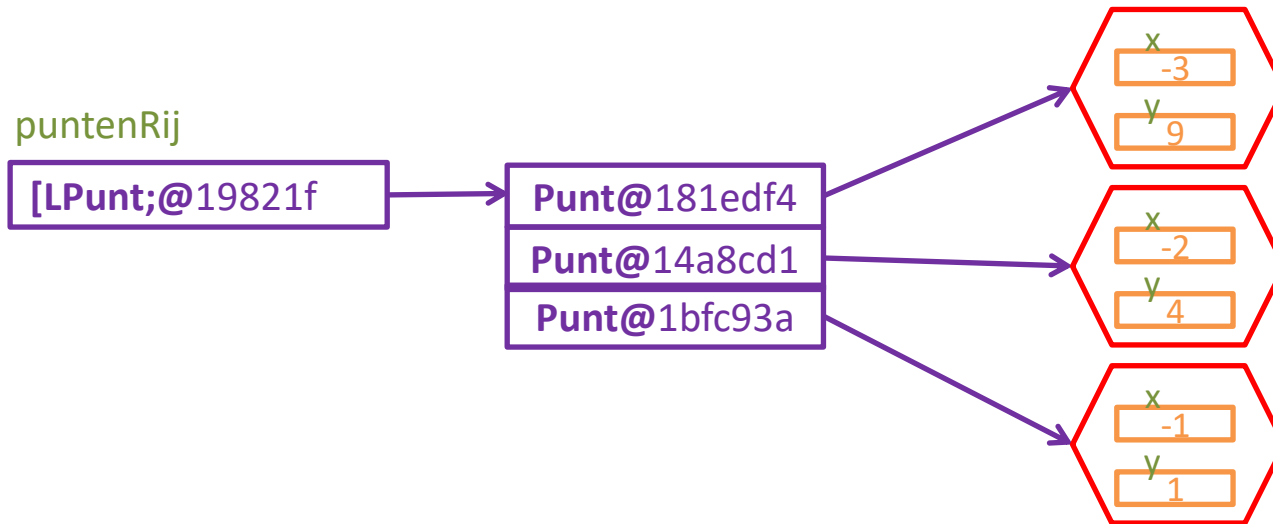 puntenRij
[LPunt;@19821f
Punt@181edf4
Punt@14a8cd1
Punt@1bfc93a
x
-3
y
9
x
-2
y
4
x
-1
y
1